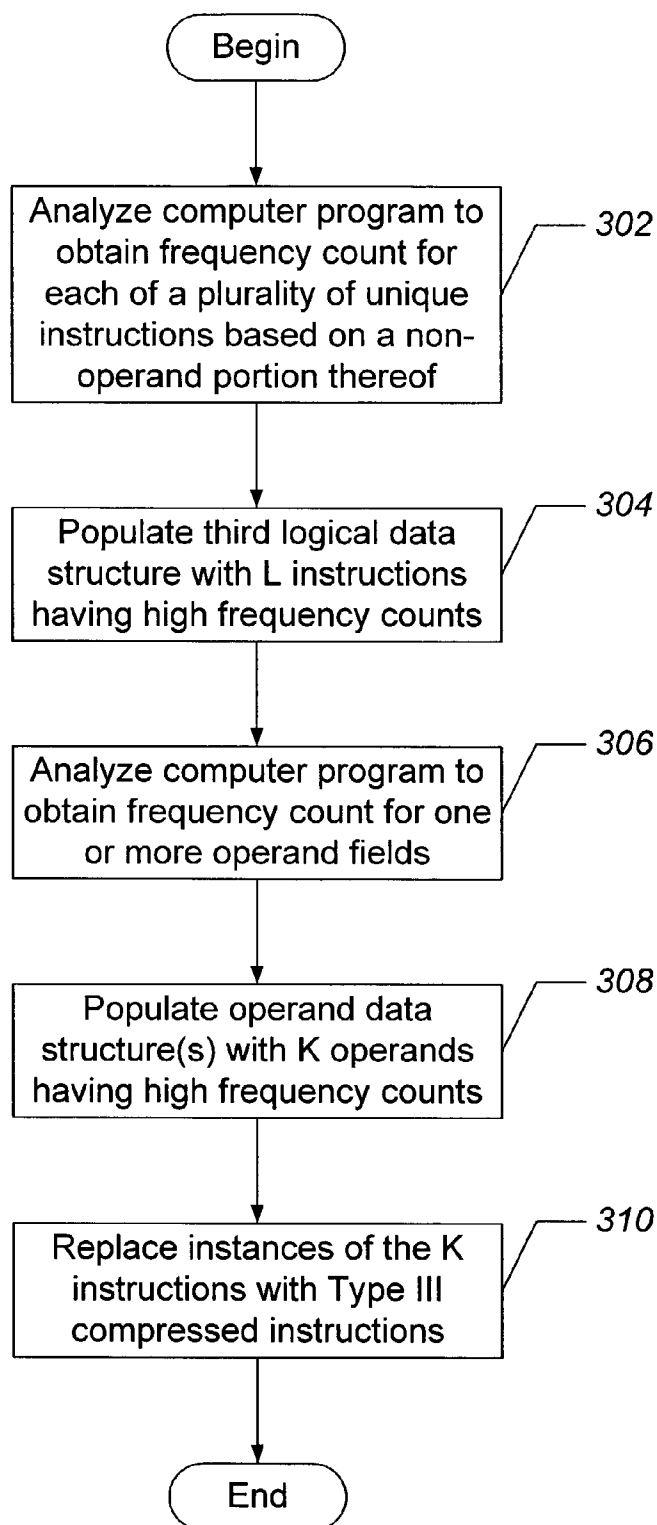 Begin
Analyze computer program to
obtain frequency count for
each of a plurality of unique
instructions based on a non-
operand portion thereof
302
Populate third logical data
structure with L instructions
having high frequency counts
304
Analyze computer program to
obtain frequency count for one
or more operand fields
306
Populate operand data
structure(s) with K operands
having high frequency counts
308
Replace instances of the K
instructions with Type III
compressed instructions
310
End